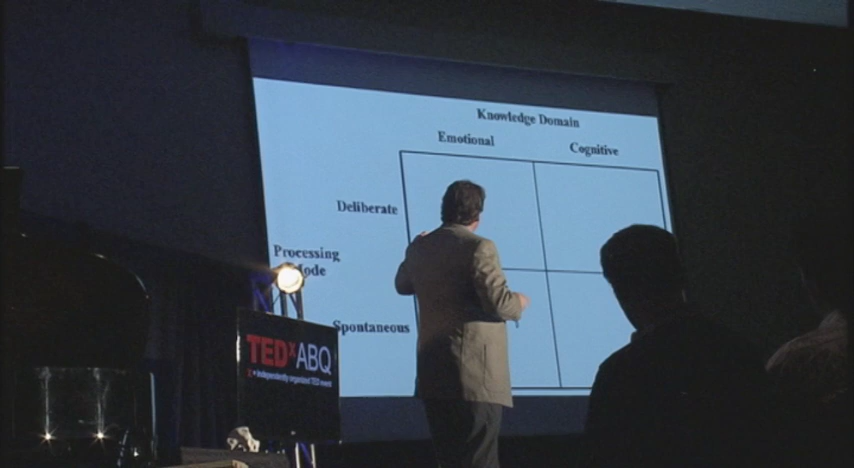 Knowledge Domain
Emotional
Cognitive
Deliberate
Processing
Mode
Spontaneous
TEDxABQ
x = independently organized TED event